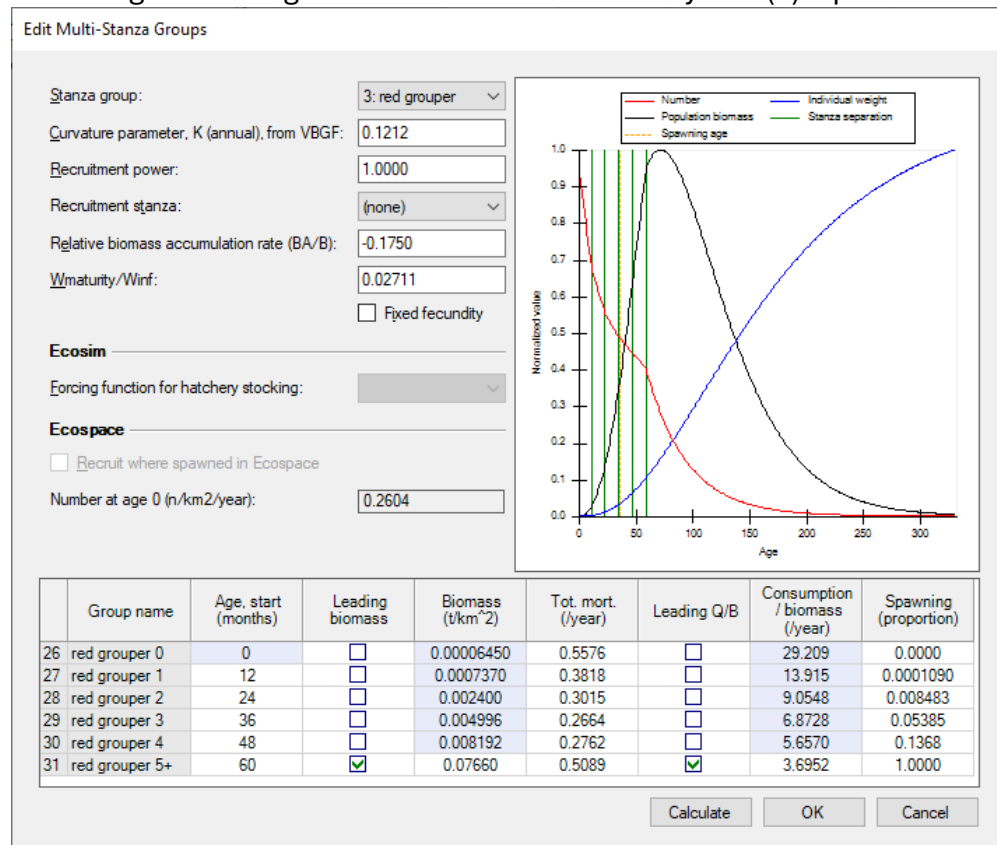 Edit Multi-Stanza Groups
Stanza group:
3: red grouper
Curvature parameter, K (annual), from VBGF:
0.1212
Recruitment power:
1.0000
Recruitment stanza:
(none)
Relative biomass accumulation rate (BA/B):
-0.1750
Wmaturity/Winf:
0.02711
Fixed fecundity
Ecosim
Forcing function for hatchery stocking:
Ecospace
Recruit where spawned in Ecospace
Number at age 0 (n/km2/year):
0.2604
Number Individual weight
Population biomass Stanza separation
Spawning age
1.0
0.9
0.8
0.7
0.6
0.5
0.4
0.3
0.2
0.1
0.0
Normalized value
0 50 100 150 200 250 300
Age
Group name Age, start (months) Leading biomass Biomass (t/km^2) Tot. mort. (/year) Leading Q/B Consumption / biomass (/year) Spawning (proportion)
26 red grouper 0 0 0.00006450 0.5576 29.209 0.0000
27 red grouper 1 12 0.0007370 0.3818 13.915 0.0001090
28 red grouper 2 24 0.002400 0.3015 9.0548 0.008483
29 red grouper 3 36 0.004996 0.2664 6.8728 0.05385
30 red grouper 4 48 0.008192 0.2762 5.6570 0.1368
31 red grouper 5+ 60 0.07660 0.5089 3.6952 1.0000
Calculate OK Cancel